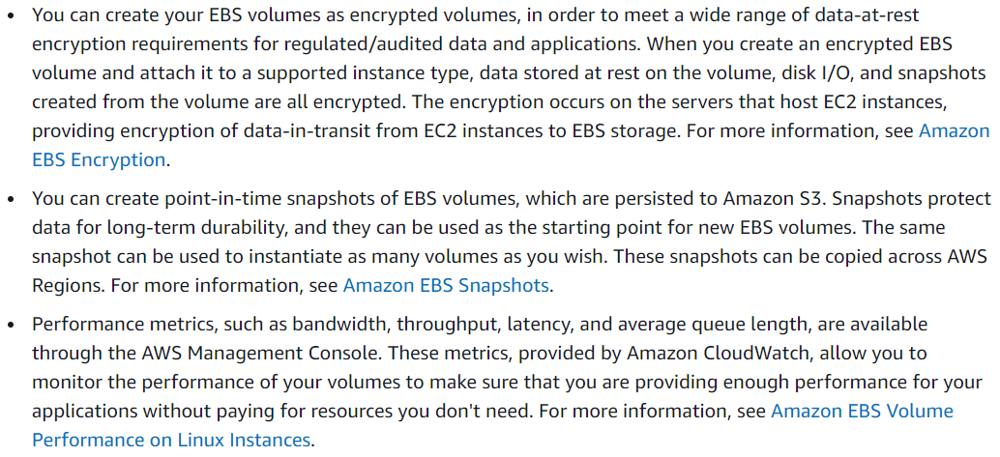 • You can create your EBS volumes as encrypted volumes, in order to meet a wide range of data-at-rest
encryption requirements for regulated/audited data and applications. When you create an encrypted EBS
volume and attach it to a supported instance type, data stored at rest on the volume, disk I/O, and snapshots
created from the volume are all encrypted. The encryption occurs on the servers that host EC2 instances,
providing encryption of data-in-transit from EC2 instances to EBS storage. For more information, see Amazon
EBS Encryption.
• You can create point-in-time snapshots of EBS volumes, which are persisted to Amazon S3. Snapshots protect
data for long-term durability, and they can be used as the starting point for new EBS volumes. The same
snapshot can be used to instantiate as many volumes as you wish. These snapshots can be copied across AWS
Regions. For more information, see Amazon EBS Snapshots.
• Performance metrics, such as bandwidth, throughput, latency, and average queue length, are available
through the AWS Management Console. These metrics, provided by Amazon CloudWatch, allow you to
monitor the performance of your volumes to make sure that you are providing enough performance for your
applications without paying for resources you don't need. For more information, see Amazon EBS Volume
Performance on Linux Instances.